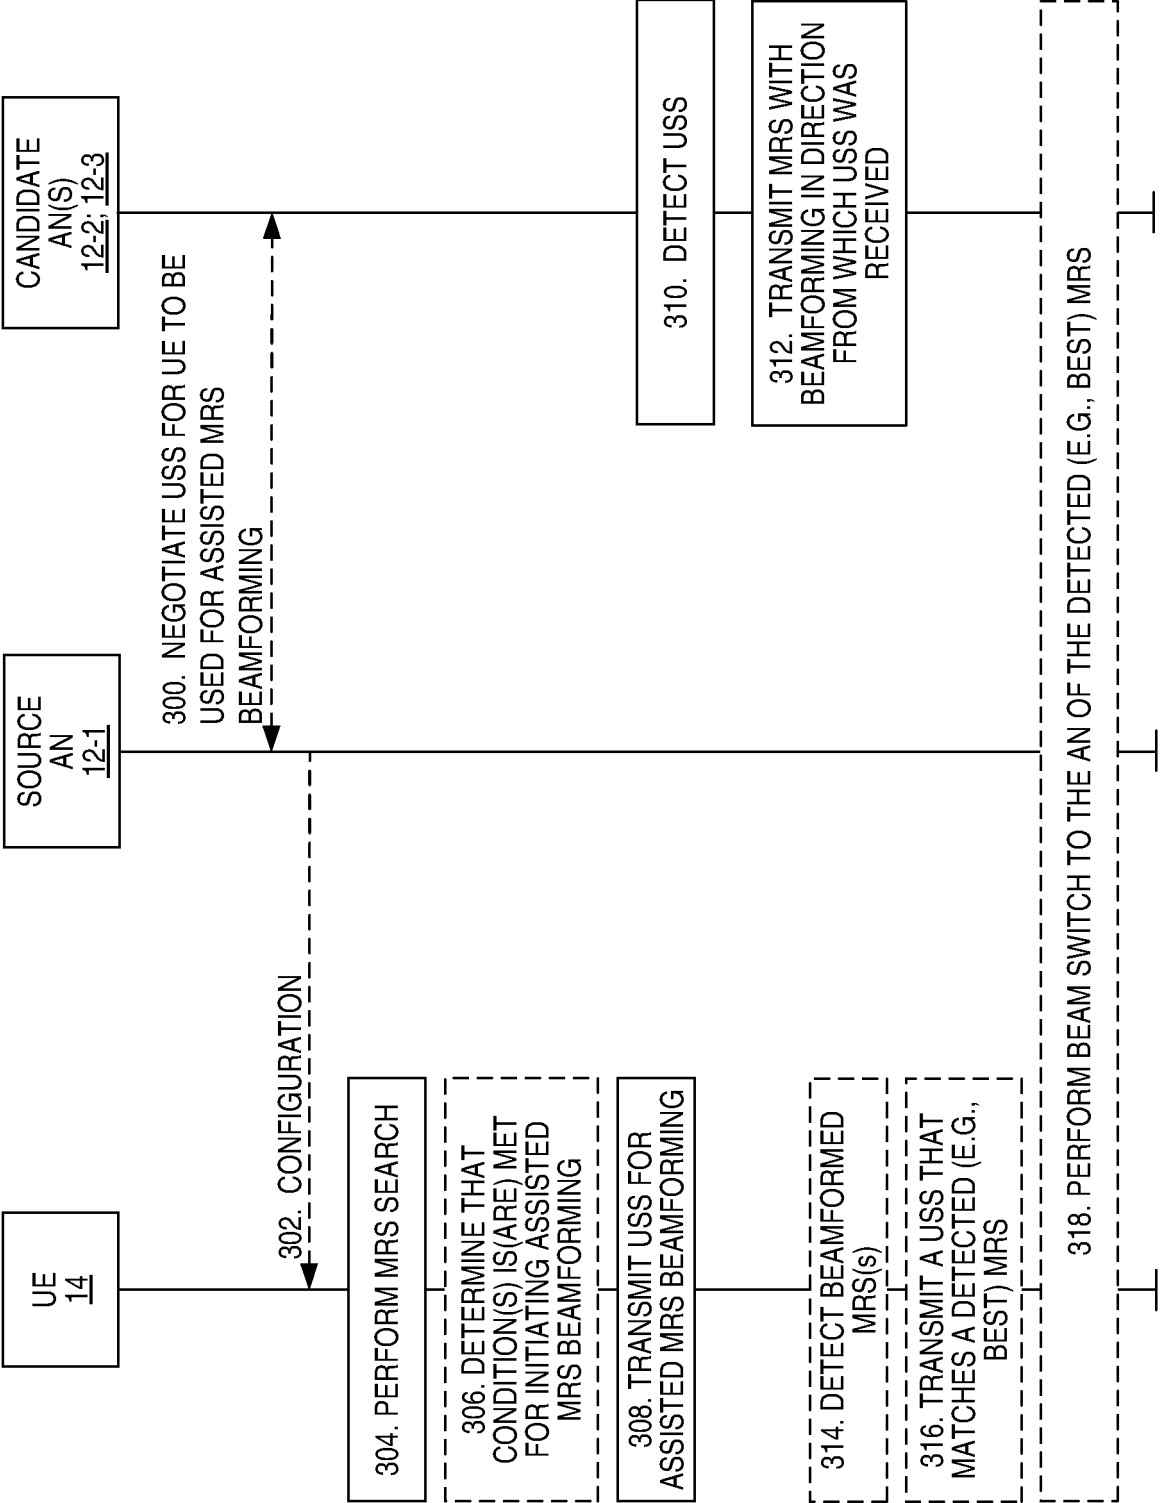 UE
14
SOURCE
AN
12-1
CANDIDATE
AN(S)
12-2; 12-3
300. NEGOTIATE USS FOR UE TO BE
USED FOR ASSISTED MRS
BEAMFORMING
302. CONFIGURATION
304. PERFORM MRS SEARCH
306. DETERMINE THAT
CONDITION(S) IS(ARE) MET
FOR INITIATING ASSISTED
MRS BEAMFORMING
308. TRANSMIT USS FOR
ASSISTED MRS BEAMFORMING
310. DETECT USS
312. TRANSMIT MRS WITH
BEAMFORMING IN DIRECTION
FROM WHICH USS WAS
RECEIVED
314. DETECT BEAMFORMED
MRS(s)
316. TRANSMIT A USS THAT
MATCHES A DETECTED (E.G.,
BEST) MRS
318. PERFORM BEAM SWITCH TO THE AN OF THE DETECTED (E.G., BEST) MRS